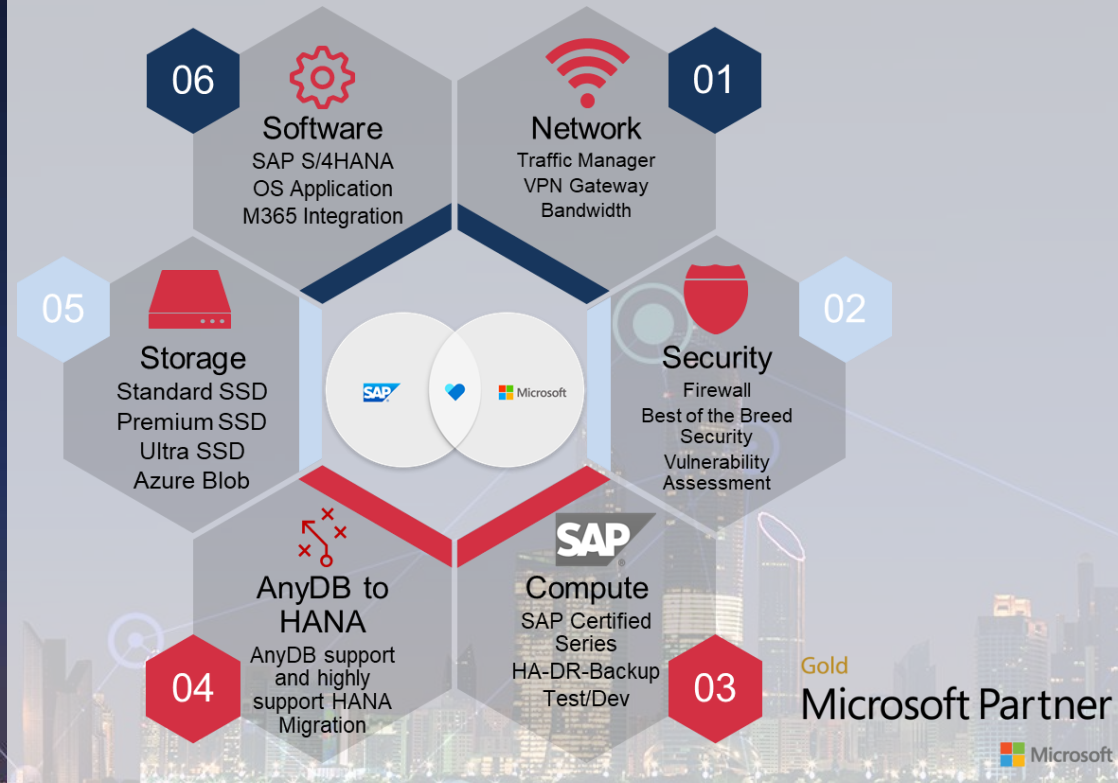 06
Software
SAP S/4HANA
OS Application
M365 Integration
01
Network
Traffic Manager
VPN Gateway
Bandwidth
05
Storage
Standard SSD
Premium SSD
Ultra SSD
Azure Blob
SAP
Microsoft
02
Security
Firewall
Best of the Breed
Security
Vulnerability
Assessment
AnyDB to
HANA
AnyDB support
and highly
support HANA
Migration
04
SAP
®
Compute
SAP Certified
Series
HA-DR-Backup
Test/Dev
03
Gold
Microsoft Partner
Microsoft